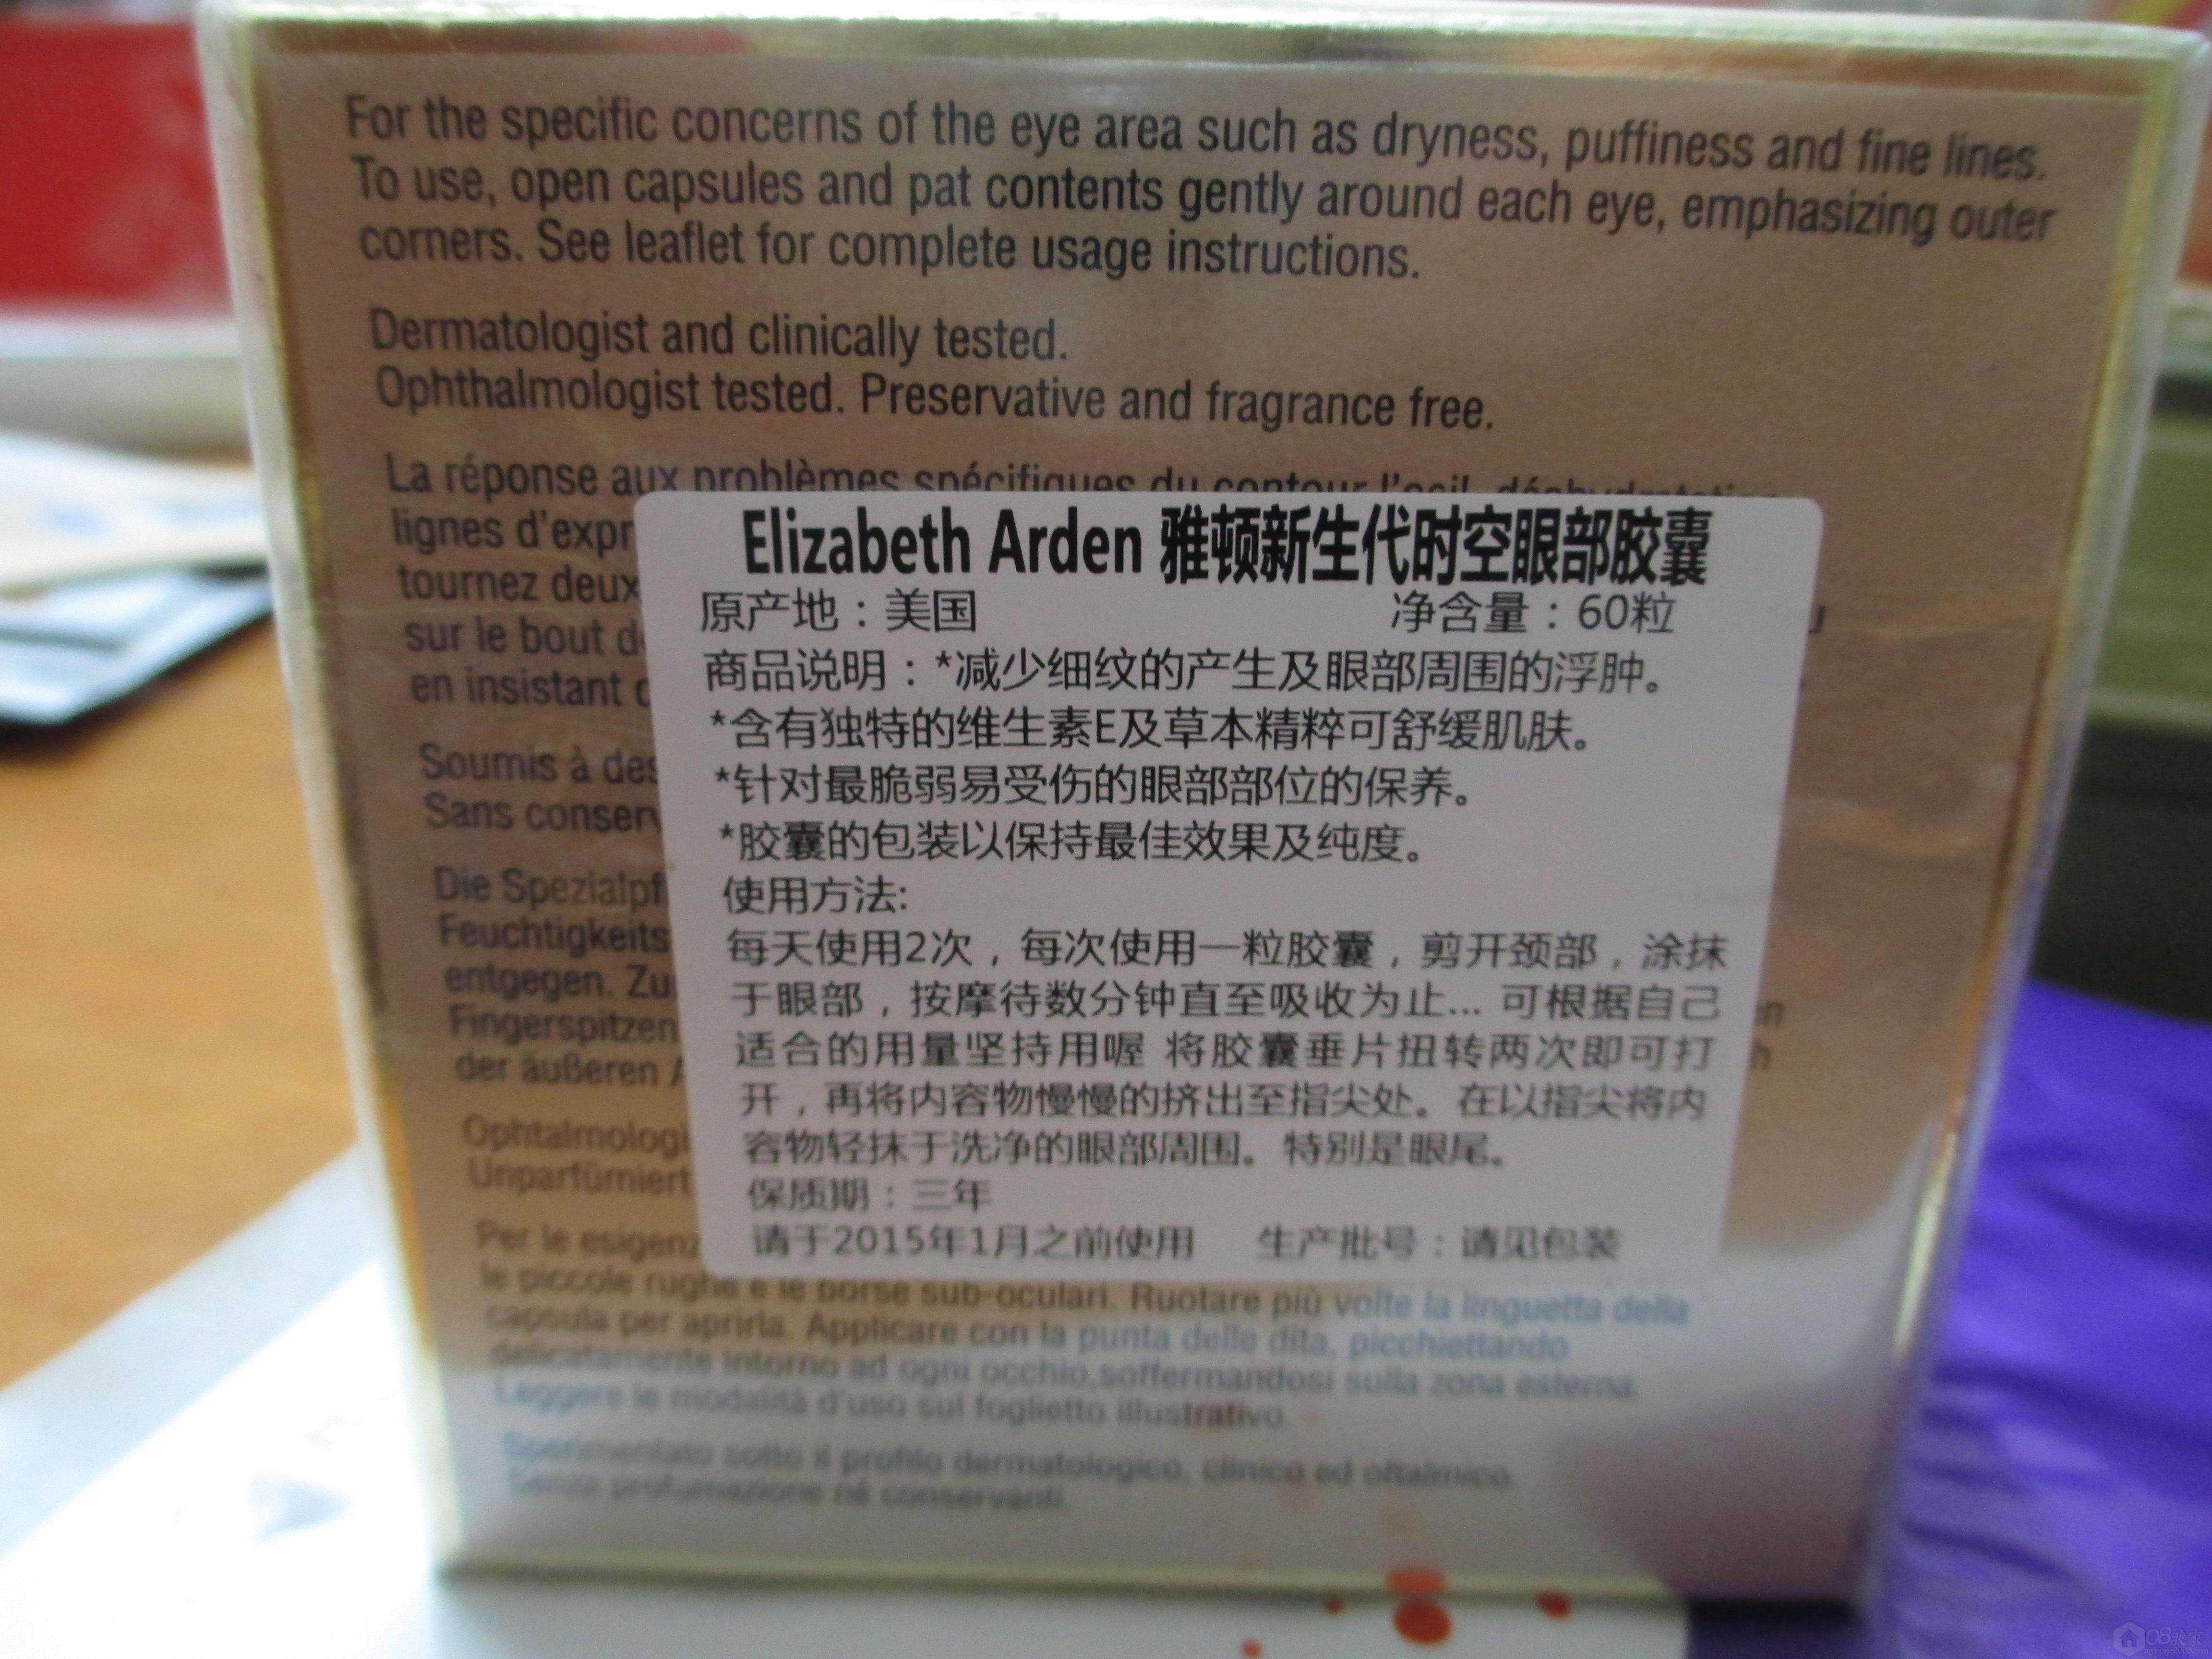 For the specific concerns of the eye area such as dryness, puffiness and fine lines.
To use, open capsules and pat contents gently around each eye, emphasizing outer
corners. See leaflet for complete usage instructions.
Dermatologist and clinically tested.
Ophthalmologist tested. Preservative and fragrance free.
La réponse aux problèmes spécifiques du contour l'oeil,
lignes d'expr
tournez deux
sur le bout d
en insistant
Soumis à des
Sans conserv
Die Spezialpf
Feuchtigkeits
entgegen. Zu
Fingerspitzen
der äußeren
Ophtalmologi
Unparfümiert
Elizabeth Arden 雅顿新生代时空眼部胶囊
原产地：美国 净含量：60粒
商品说明：*减少细纹的产生及眼部周围的浮肿。
*含有独特的维生素E及草本精粹可舒缓肌肤。
*针对最脆弱易受伤的眼部部位的保养。
*胶囊的包装以保持最佳效果及纯度。
使用方法:
每天使用2次，每次使用一粒胶囊，剪开颈部，涂抹
于眼部，按摩待数分钟直至吸收为止... 可根据自己
适合的用量坚持用喔 将胶囊垂片扭转两次即可打
开，再将内容物慢慢的挤出至指尖处。在以指尖将内
容物轻抹于洗净的眼部周围。特别是眼尾。
保质期：三年
请于2015年1月之前使用 生产批号：请见包装
Per le esigenz
le piccole rughe e le borse sub-oculari. Ruotare più volte la linguetta della
capsula per aprirla. Applicare con la punta delle dita, picchiettando
delicatamente intorno ad ogni occhio,soffermandosi sulla zona esterna.
Leggere le modalità d'uso sul foglietto illustrativo.
Sperimentato sotto il profilo dermatologico, clinico ed oftalmico.
Senza profumazione né conservanti.